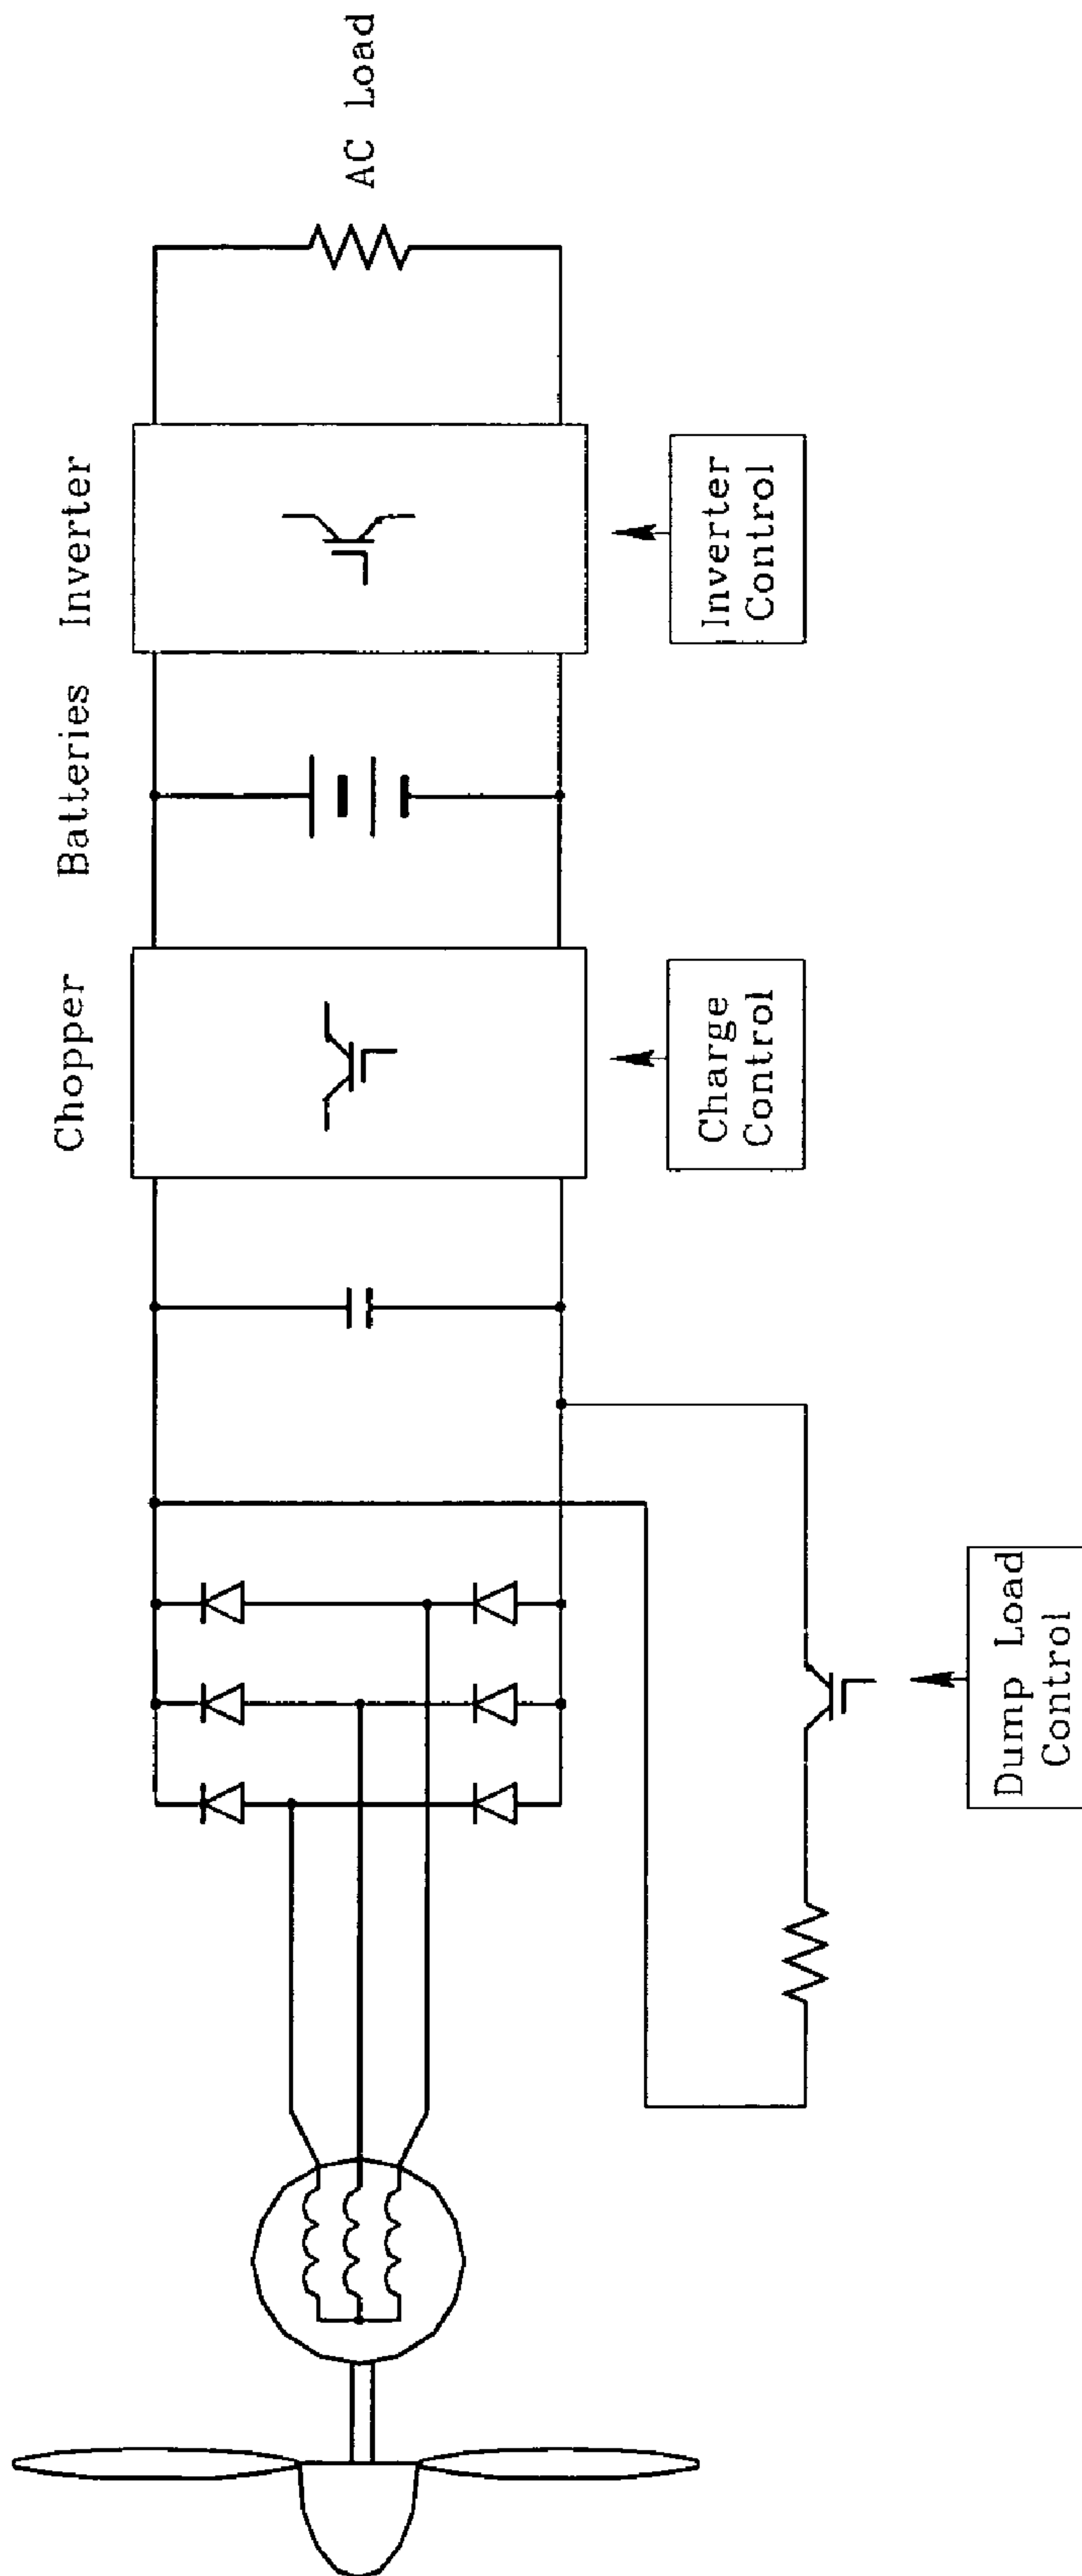 Chopper
Batteries
Inverter
AC Load
Charge
Control
Inverter
Control
Dump Load
Control